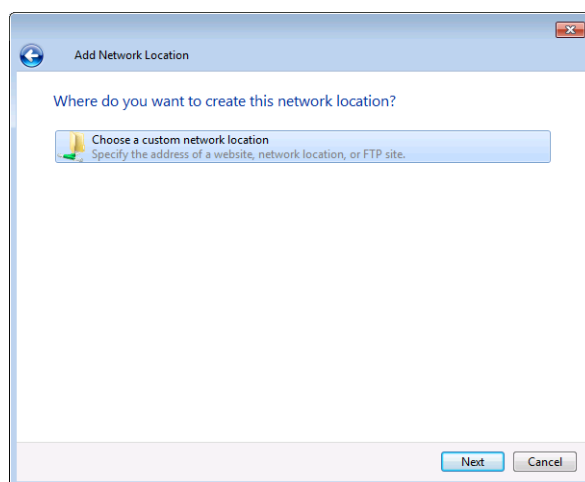 Add Network Location
Where do you want to create this network location?
Choose a custom network location
Specify the address of a website, network location, or FTP site.
Next
Cancel